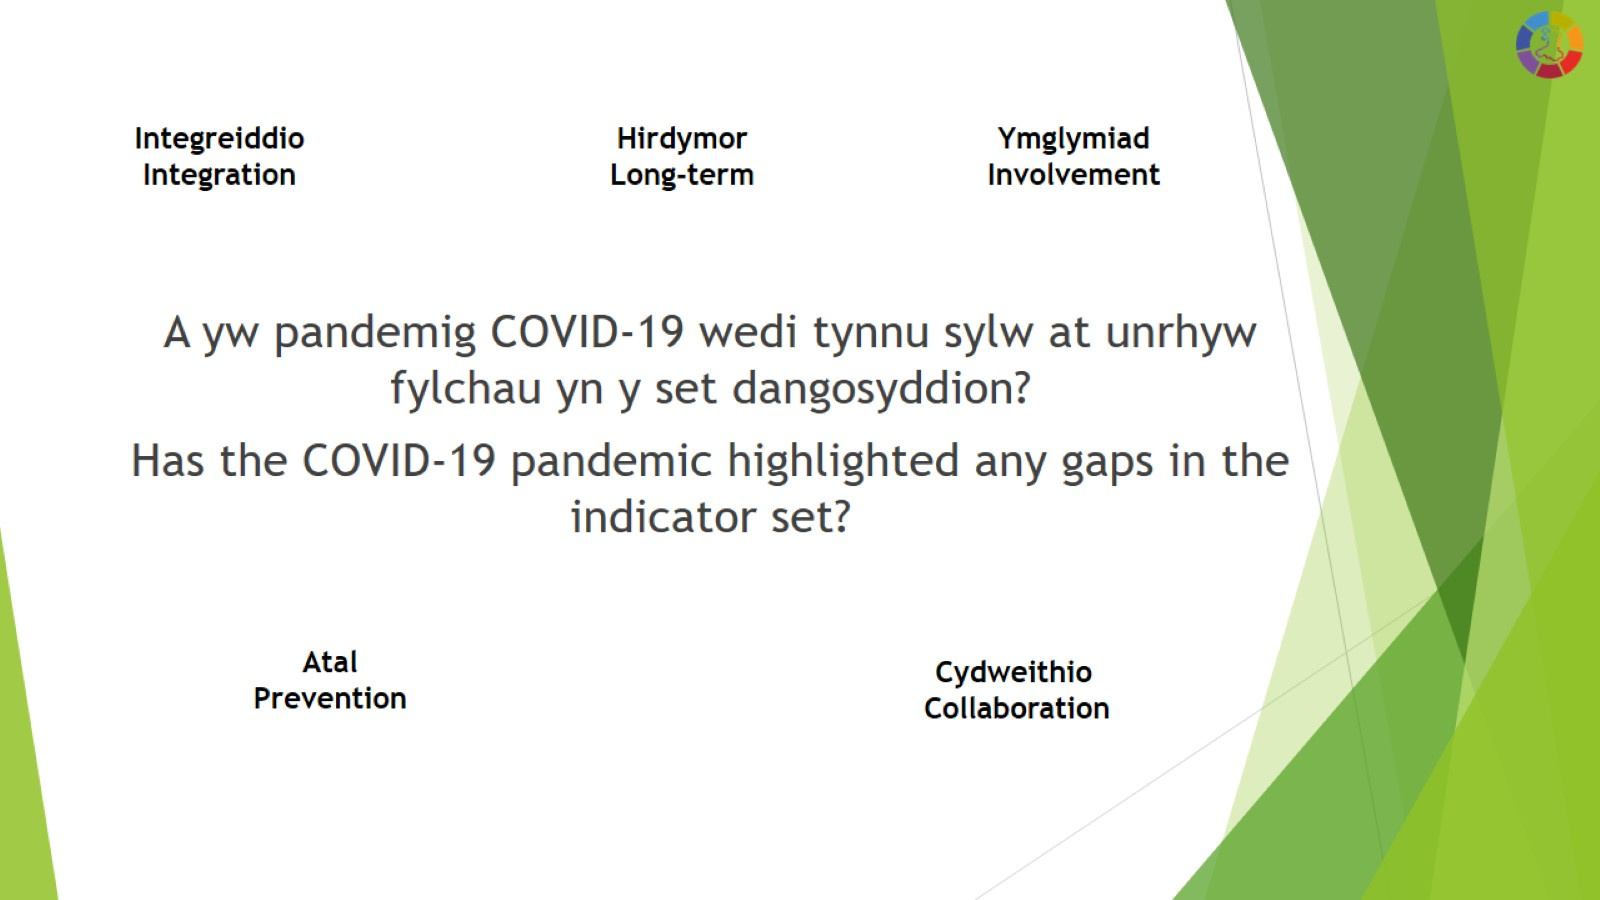 Integreiddio
Integration
Hirdymor
Long-term
Ymglymiad
Involvement
A yw pandemig COVID-19 wedi tynnu sylw at unrhyw
fylchau yn y set dangosyddion?
Has the COVID-19 pandemic highlighted any gaps in the
indicator set?
Atal
Prevention
Cydweithio
Collaboration